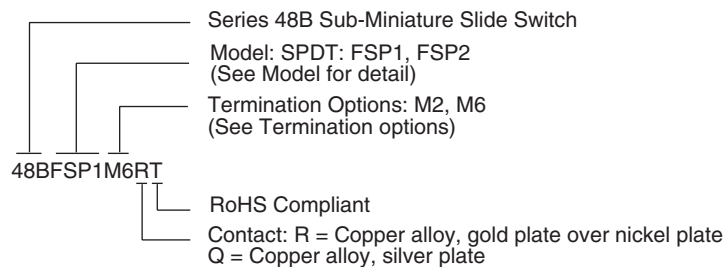 Series 48B Sub-Miniature Slide Switch
Model: SPDT: FSP1, FSP2
(See Model for detail)
Termination Options: M2, M6
(See Termination options)
48BFSP1M6RT
RoHS Compliant
Contact: R = Copper alloy, gold plate over nickel plate
Q = Copper alloy, silver plate